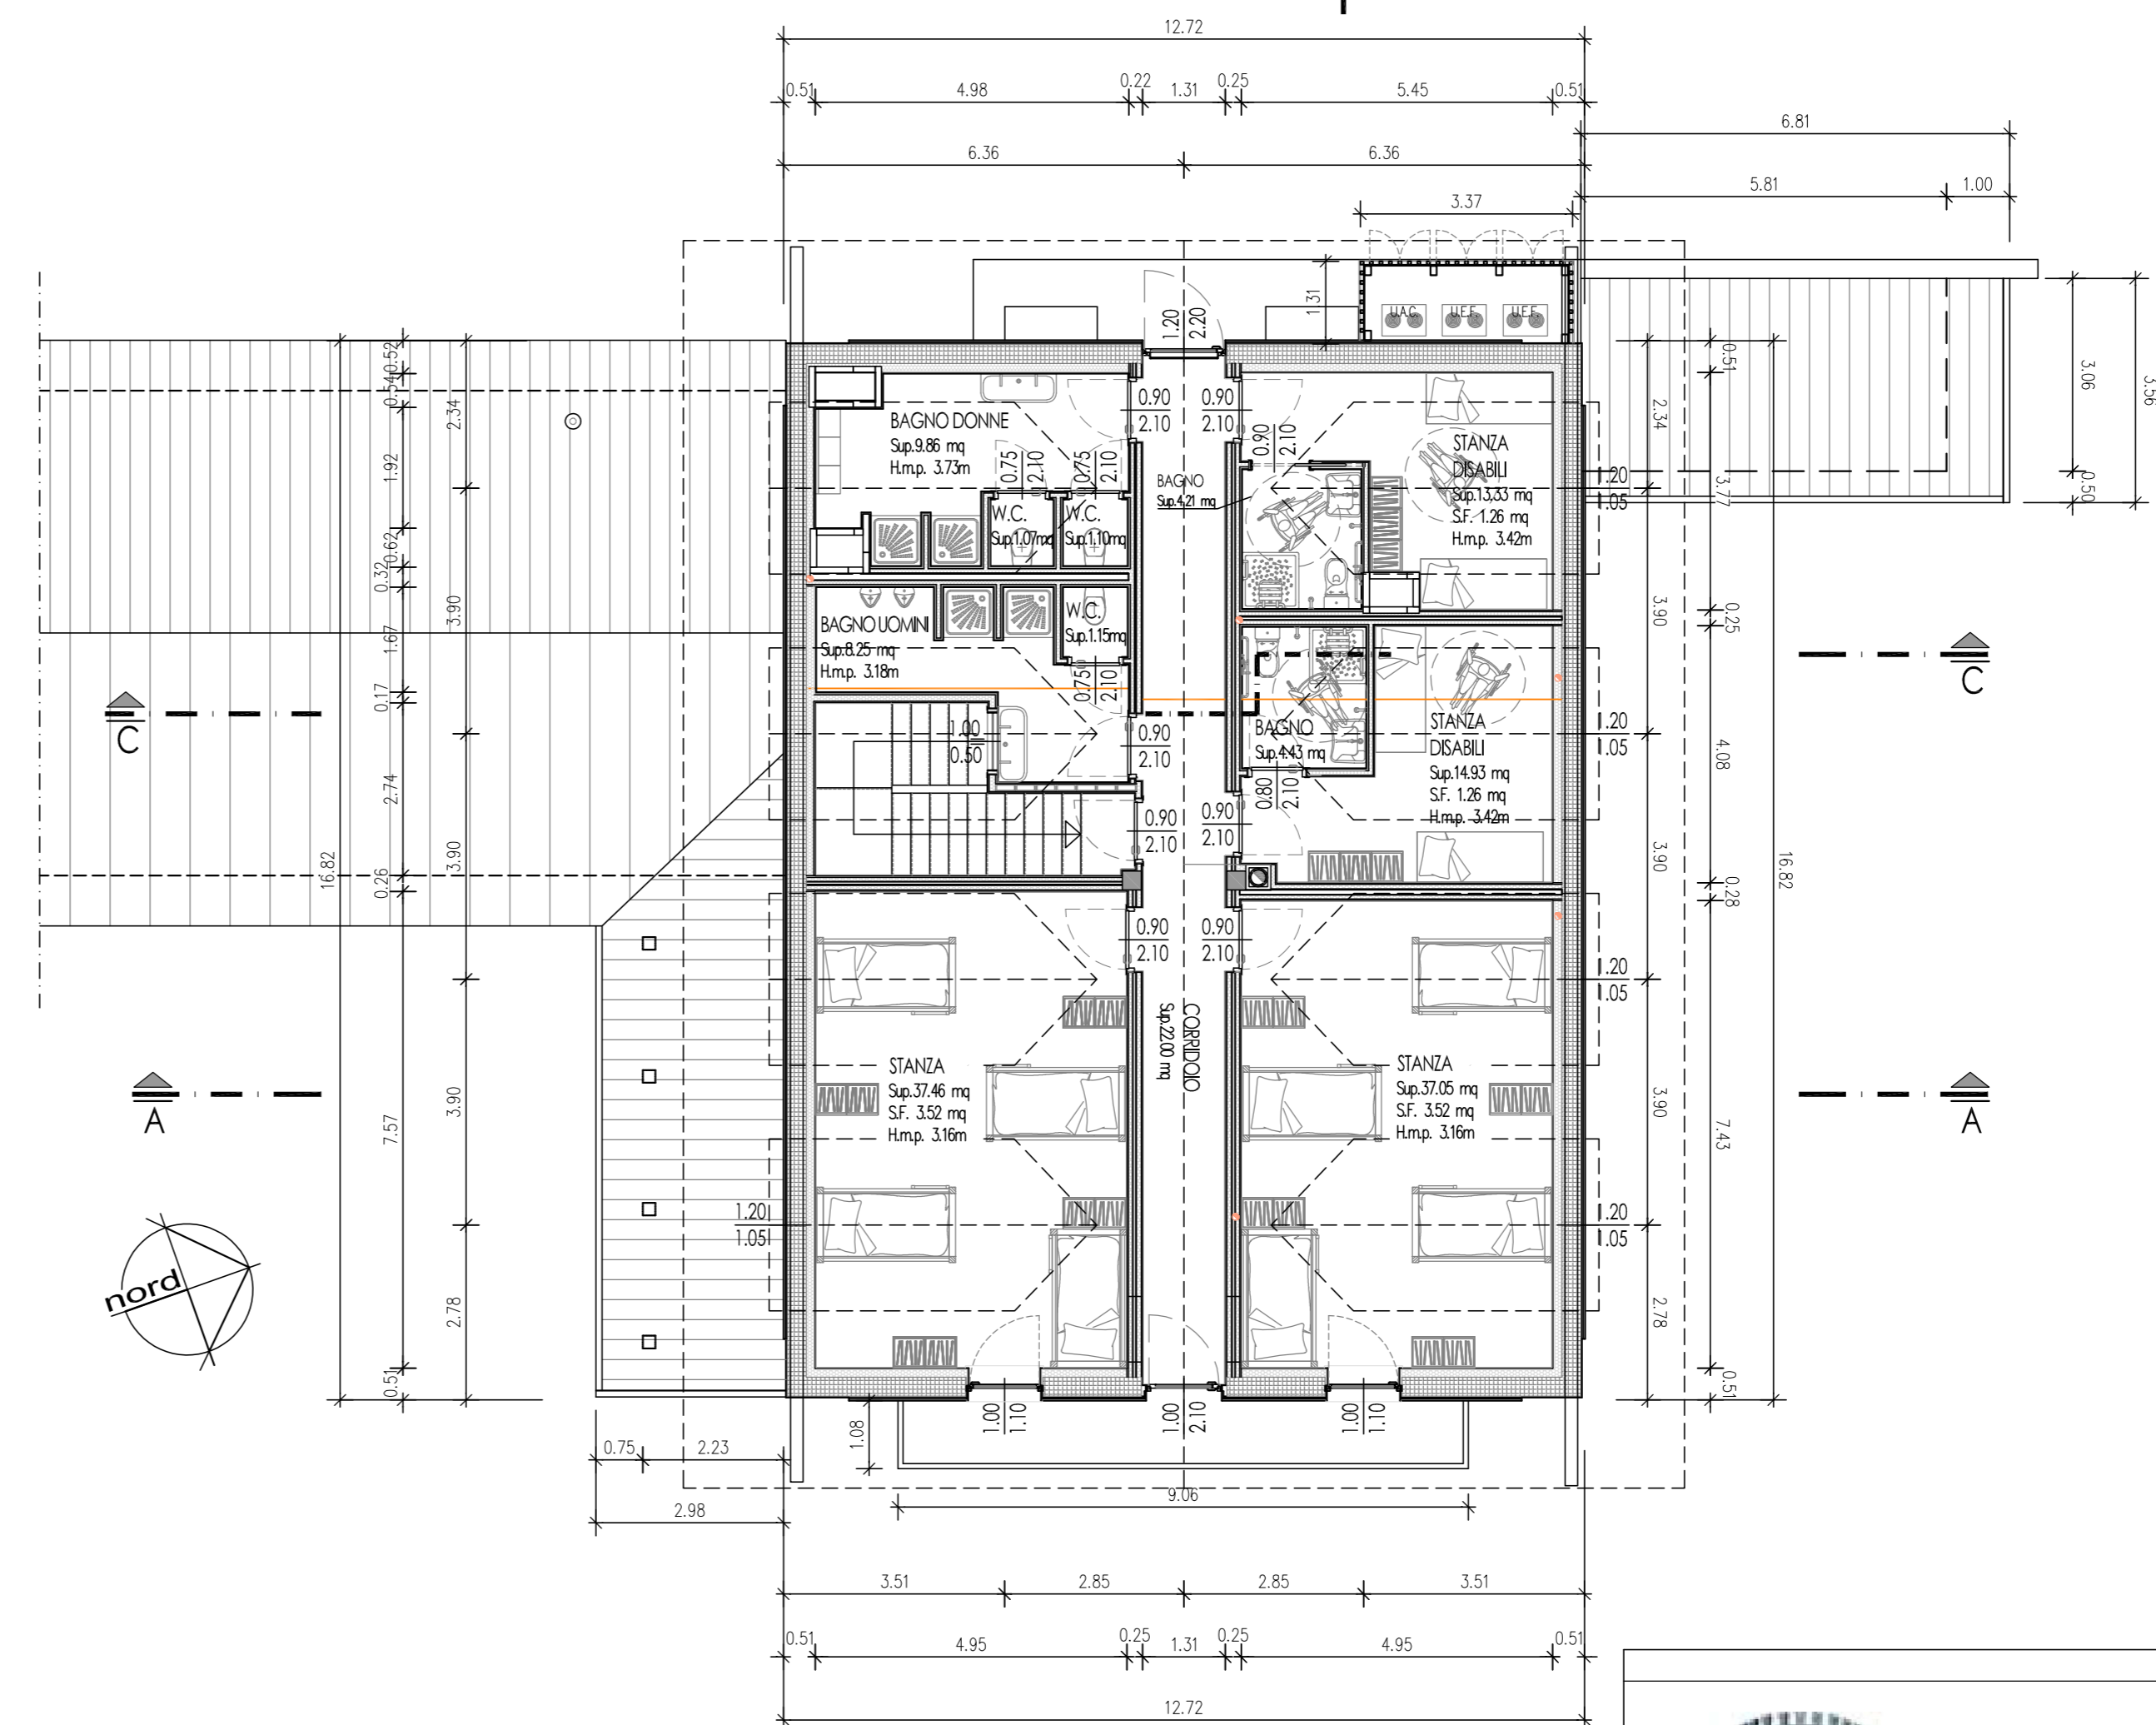 12.72
0.51
4.98
0.22
1.31
0.25
5.45
0.51
6.81
6.36
6.36
5.81
1.00
3.37
1.31
1.20
2.20
U.A.C.
U.E.F.
U.E.F.
0.52
0.54
2.34
1.92
0.62
0.32
3.90
1.67
0.17
2.74
3.90
0.26
16.82
7.57
3.90
2.78
0.51
BAGNO DONNE
Sup.9.86 mq
H.m.p. 3.73m
0.75
2.10
0.75
2.10
0.90
2.10
0.90
2.10
0.90
2.10
W.C.
Sup.1.07mq
W.C.
Sup.1.10mq
BAGNO
Sup.4,21 mq
STANZA
DISABILI
Sup.13,33 mq
S.F. 1.26 mq
H.m.p. 3.42m
1.20
1.05
0.51
2.34
3.77
3.06
3.56
0.50
3.90
0.25
BAGNO UOMINI
Sup.8.25 mq
H.m.p. 3.18m
W.C.
Sup.1.15mq
0.75
2.10
1.00
0.50
0.90
2.10
BAGNO
Sup.4.43 mq
0.80
2.10
STANZA
DISABILI
Sup.14.93 mq
S.F. 1.26 mq
H.m.p. 3.42m
1.20
1.05
4.08
3.90
16.82
0.28
C
C
0.90
2.10
0.90
2.10
0.90
2.10
0.90
2.10
1.20
1.05
CORRIDOIO
Sup.22.00 mq
STANZA
Sup.37.46 mq
S.F. 3.52 mq
H.m.p. 3.16m
STANZA
Sup.37.05 mq
S.F. 3.52 mq
H.m.p. 3.16m
3.90
7.43
A
A
1.20
1.05
1.20
1.05
2.78
0.51
nord
1.08
1.00
1.10
1.00
2.10
1.00
1.10
0.75
2.23
2.98
9.06
3.51
2.85
2.85
3.51
0.51
4.95
0.25
1.31
0.25
4.95
0.51
12.72